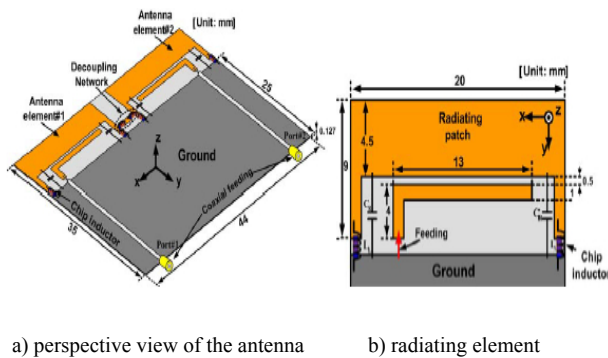 Antenna element#2
[Unit: mm]
Decoupling Network
Antenna element#1
25
0.127
Port#2
Ground
z
x
y
Coaxial feeding
Chip inductor
Port#1
35
44
20
[Unit: mm]
Radiating patch
x
z
y
4.5
9
13
0.5
1
4
C
C
Feeding
L
L
Chip inductor
Ground
a) perspective view of the antenna
b) radiating element